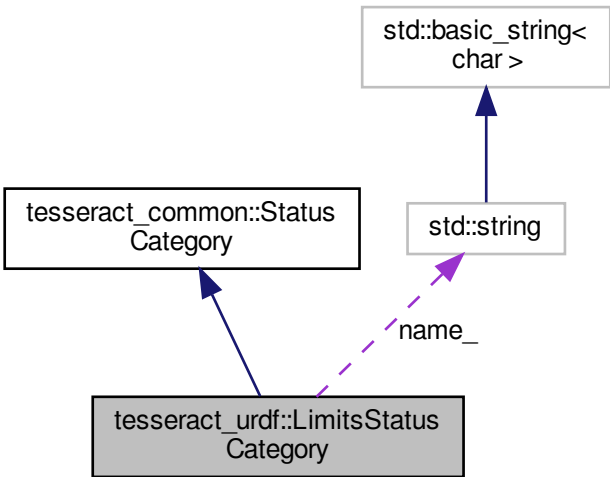 std::basic_string<
char >
tesseract_common::Status
Category
std::string
name_
tesseract_urdf::LimitsStatus
Category